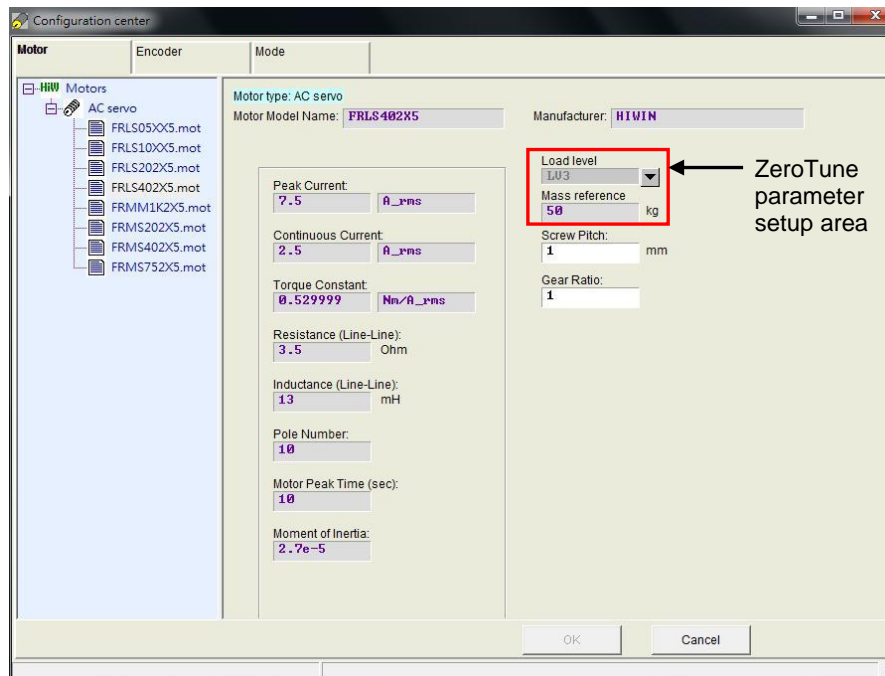 Configuration center
Motor Encoder Mode
HiW Motors
AC servo
FRLS05XX5.mot
FRLS10XX5.mot
FRLS202X5.mot
FRLS402X5.mot
FRMM1K2X5.mot
FRMS202X5.mot
FRMS402X5.mot
FRMS752X5.mot
Motor type: AC servo
Motor Model Name: FRLS402X5
Manufacturer: HIWIN
Peak Current:
7.5 A_rms
Continuous Current:
2.5 A_rms
Torque Constant:
0.529999 Nm/A_rms
Resistance (Line-Line):
3.5 Ohm
Inductance (Line-Line):
13 mH
Pole Number:
10
Motor Peak Time (sec):
10
Moment of Inertia:
2.7e-5
Load level
LV3
Mass reference
50 kg
Screw Pitch:
1 mm
Gear Ratio:
1
ZeroTune
parameter
setup area
OK Cancel